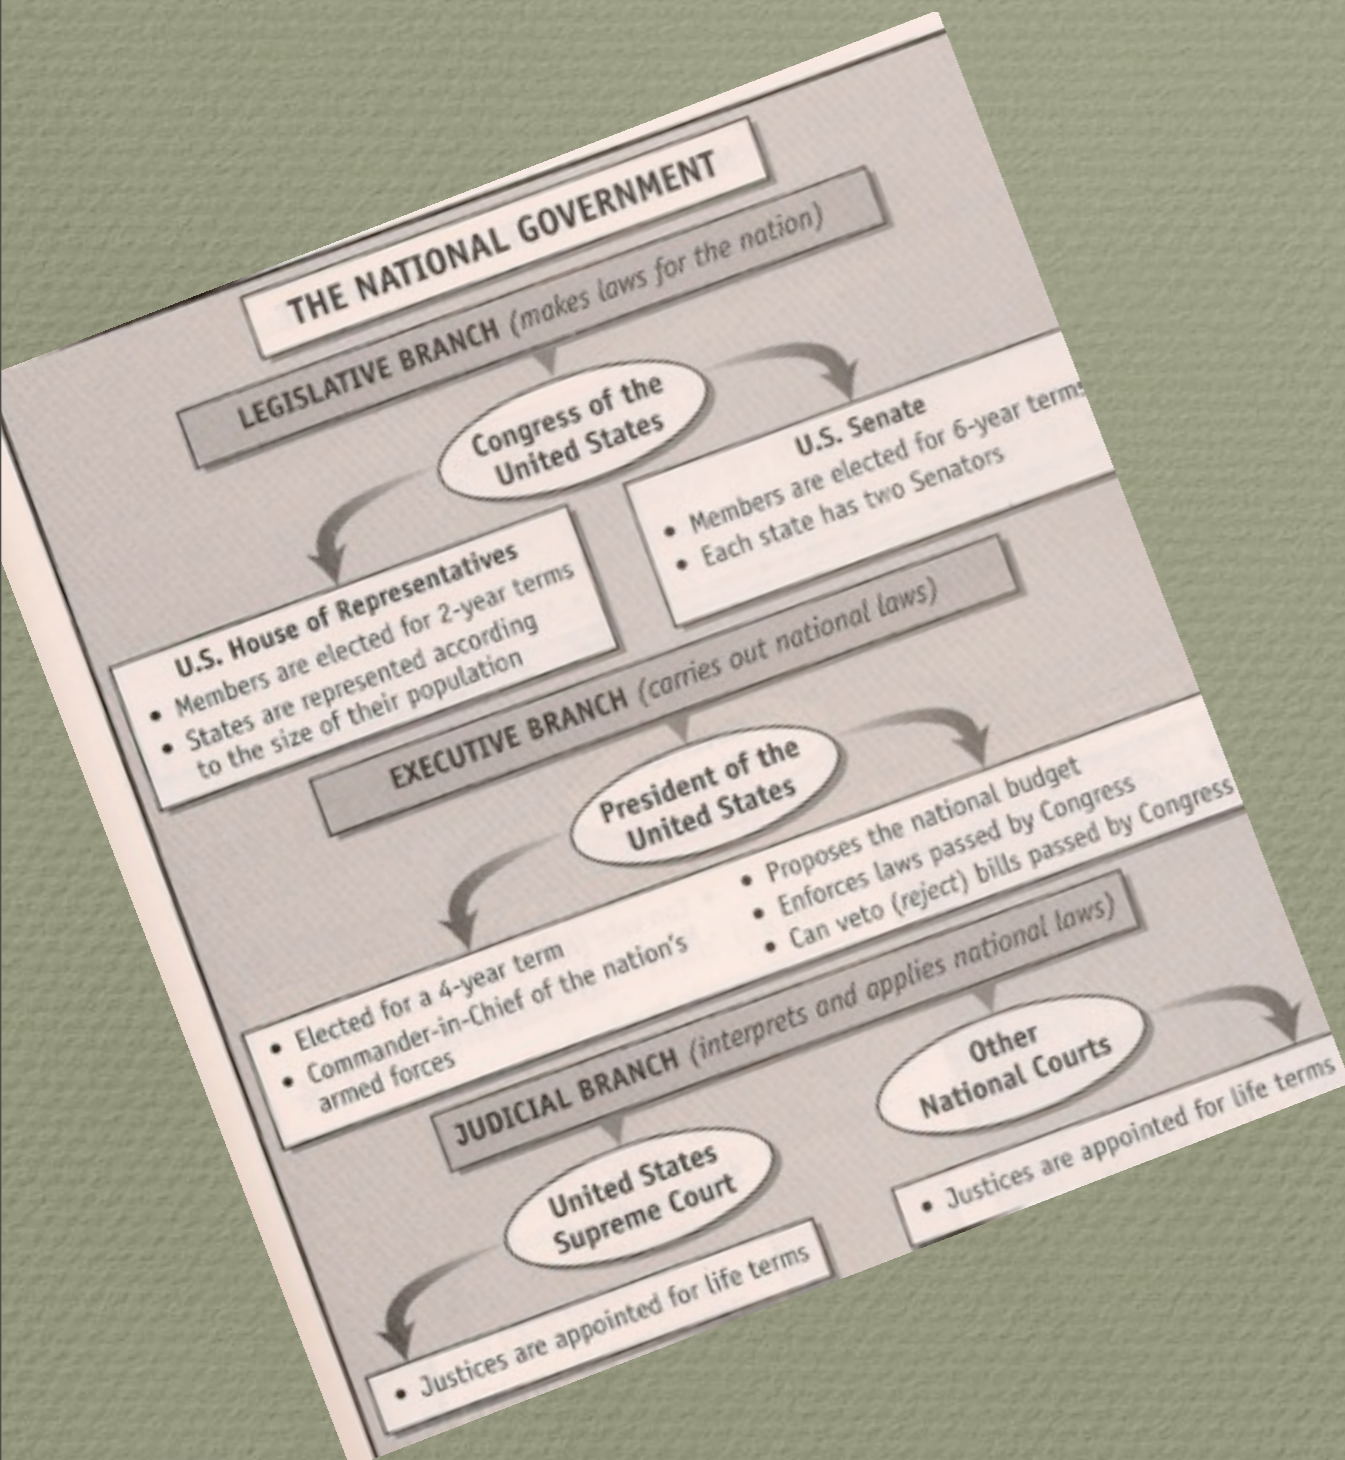 THE NATIONAL GOVERNMENT
LEGISLATIVE BRANCH (makes laws for the nation)
Congress of the
United States
U.S. House of Representatives
• Members are elected for 2-year terms
• States are represented according
to the size of their population
U.S. Senate
• Members are elected for 6-year terms
• Each state has two Senators
EXECUTIVE BRANCH (carries out national laws)
President of the
United States
• Elected for a 4-year term
• Commander-in-Chief of the nation's
armed forces
• Proposes the national budget
• Enforces laws passed by Congress
• Can veto (reject) bills passed by Congress
JUDICIAL BRANCH (interprets and applies national laws)
United States
Supreme Court
• Justices are appointed for life terms
Other
National Courts
• Justices are appointed for life terms